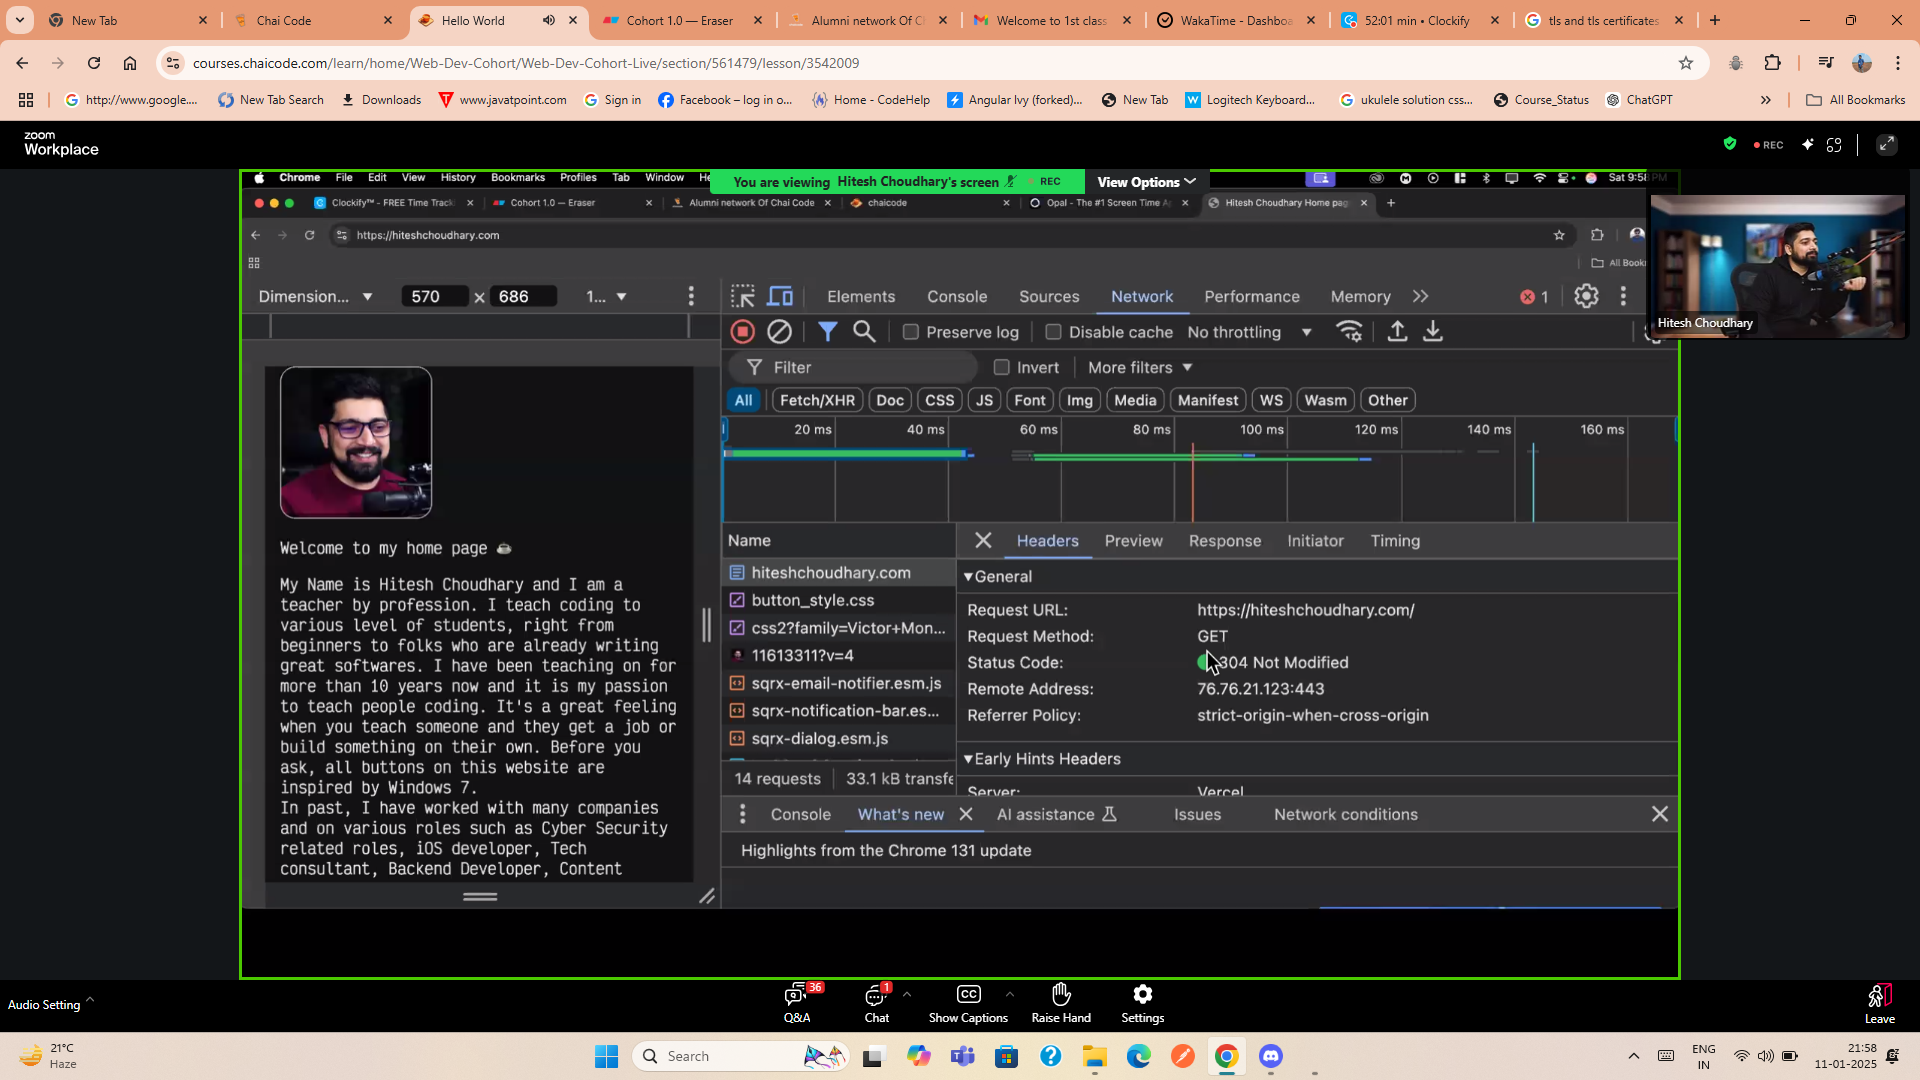 New Tab
Chai Code
Hello World
Cohort 1.0 — Eraser
Alumni network Of C
Welcome to 1st class
WakaTime - Dashboa
52:01 min • Clockify
tls and tls certificates
courses.chaicode.com/learn/home/Web-Dev-Cohort/Web-Dev-Cohort-Live/section/561479/lesson/3542009
http://www.google....
New Tab Search
Downloads
www.javatpoint.com
Sign in
Facebook – log in o...
Home - CodeHelp
Angular Ivy (forked)...
New Tab
Logitech Keyboard...
ukulele solution css...
Course_Status
ChatGPT
All Bookmarks
zoom
Workplace
REC
Chrome File Edit View History Bookmarks Profiles Tab Window He
You are viewing Hitesh Choudhary's screen REC
View Options
Sat 9:5
Clockify™ - FREE Time Track
Cohort 1.0 — Eraser
Alumni network Of Chai Code
chaicode
Opal - The #1 Screen Time A
Hitesh Choudhary Home pag
https://hiteshchoudhary.com
All Book
Hitesh Choudhary
Dimension... 570 x 686 1...
Elements Console Sources Network Performance Memory 1
Preserve log Disable cache No throttling
Filter Invert More filters
All Fetch/XHR Doc CSS JS Font Img Media Manifest WS Wasm Other
20 ms 40 ms 60 ms 80 ms 100 ms 120 ms 140 ms 160 ms
Welcome to my home page
My Name is Hitesh Choudhary and I am a
teacher by profession. I teach coding to
various level of students, right from
beginners to folks who are already writing
great softwares. I have been teaching on for
more than 10 years now and it is my passion
to teach people coding. It's a great feeling
when you teach someone and they get a job or
build something on their own. Before you
ask, all buttons on this website are
inspired by Windows 7.
In past, I have worked with many companies
and on various roles such as Cyber Security
related roles, iOS developer, Tech
consultant, Backend Developer, Content
Name
hiteshchoudhary.com
button_style.css
css2?family=Victor+Mon...
11613311?v=4
sqrx-email-notifier.esm.js
sqrx-notification-bar.es...
sqrx-dialog.esm.js
14 requests 33.1 kB transfe
Headers Preview Response Initiator Timing
General
Request URL: https://hiteshchoudhary.com/
Request Method: GET
Status Code: 304 Not Modified
Remote Address: 76.76.21.123:443
Referrer Policy: strict-origin-when-cross-origin
Early Hints Headers
Server: Vercel
Console What's new AI assistance Issues Network conditions
Highlights from the Chrome 131 update
Audio Setting
36
Q&A
1
Chat
CC
Show Captions
Raise Hand
Settings
Leave
21°C
Haze
Search
ENG
IN
21:58
11-01-2025